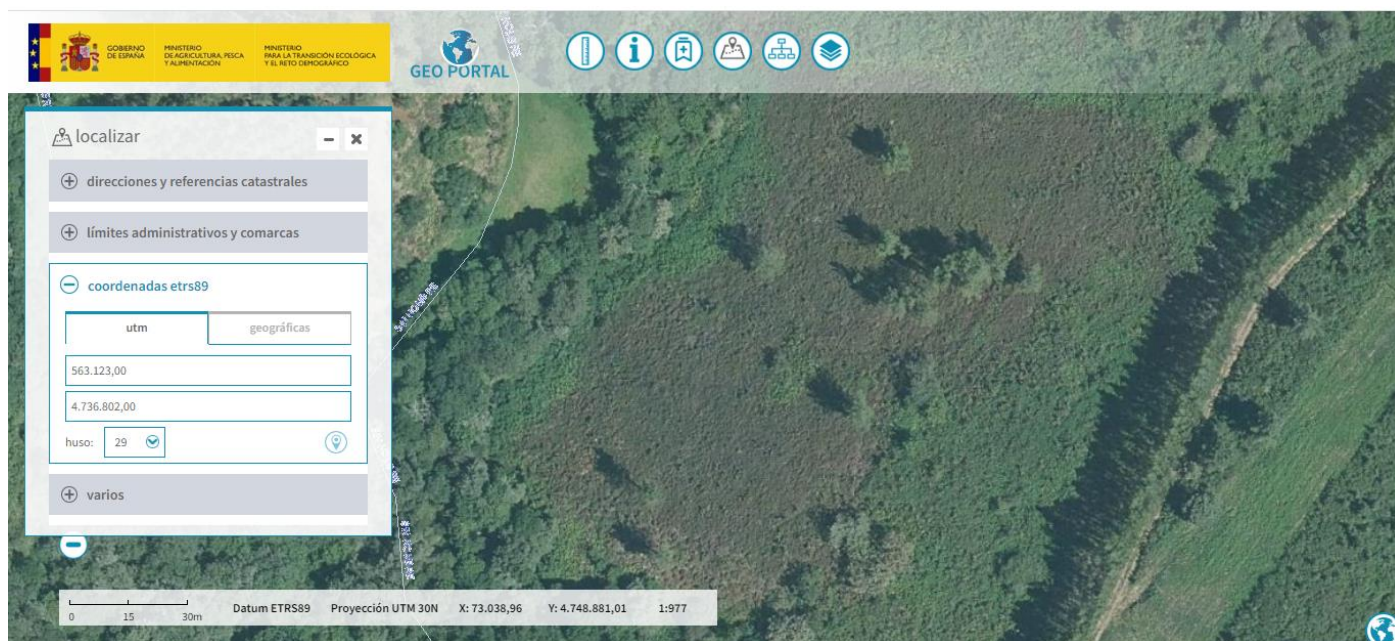 GOBIERNO
DE ESPAÑA
MINISTERIO
DE AGRICULTURA, PESCA
Y ALIMENTACIÓN
MINISTERIO
PARA LA TRANSICIÓN ECOLÓGICA
Y EL RETO DEMOGRÁFICO
GEO PORTAL
localizar
direcciones y referencias catastrales
límites administrativos y comarcas
coordenadas etrs89
utm
geográficas
563.123,00
4.736.802,00
huso: 29
varios
0 15 30m
Datum ETRS89 Proyección UTM 30N X: 73.038,96 Y: 4.748.881,01 1:977